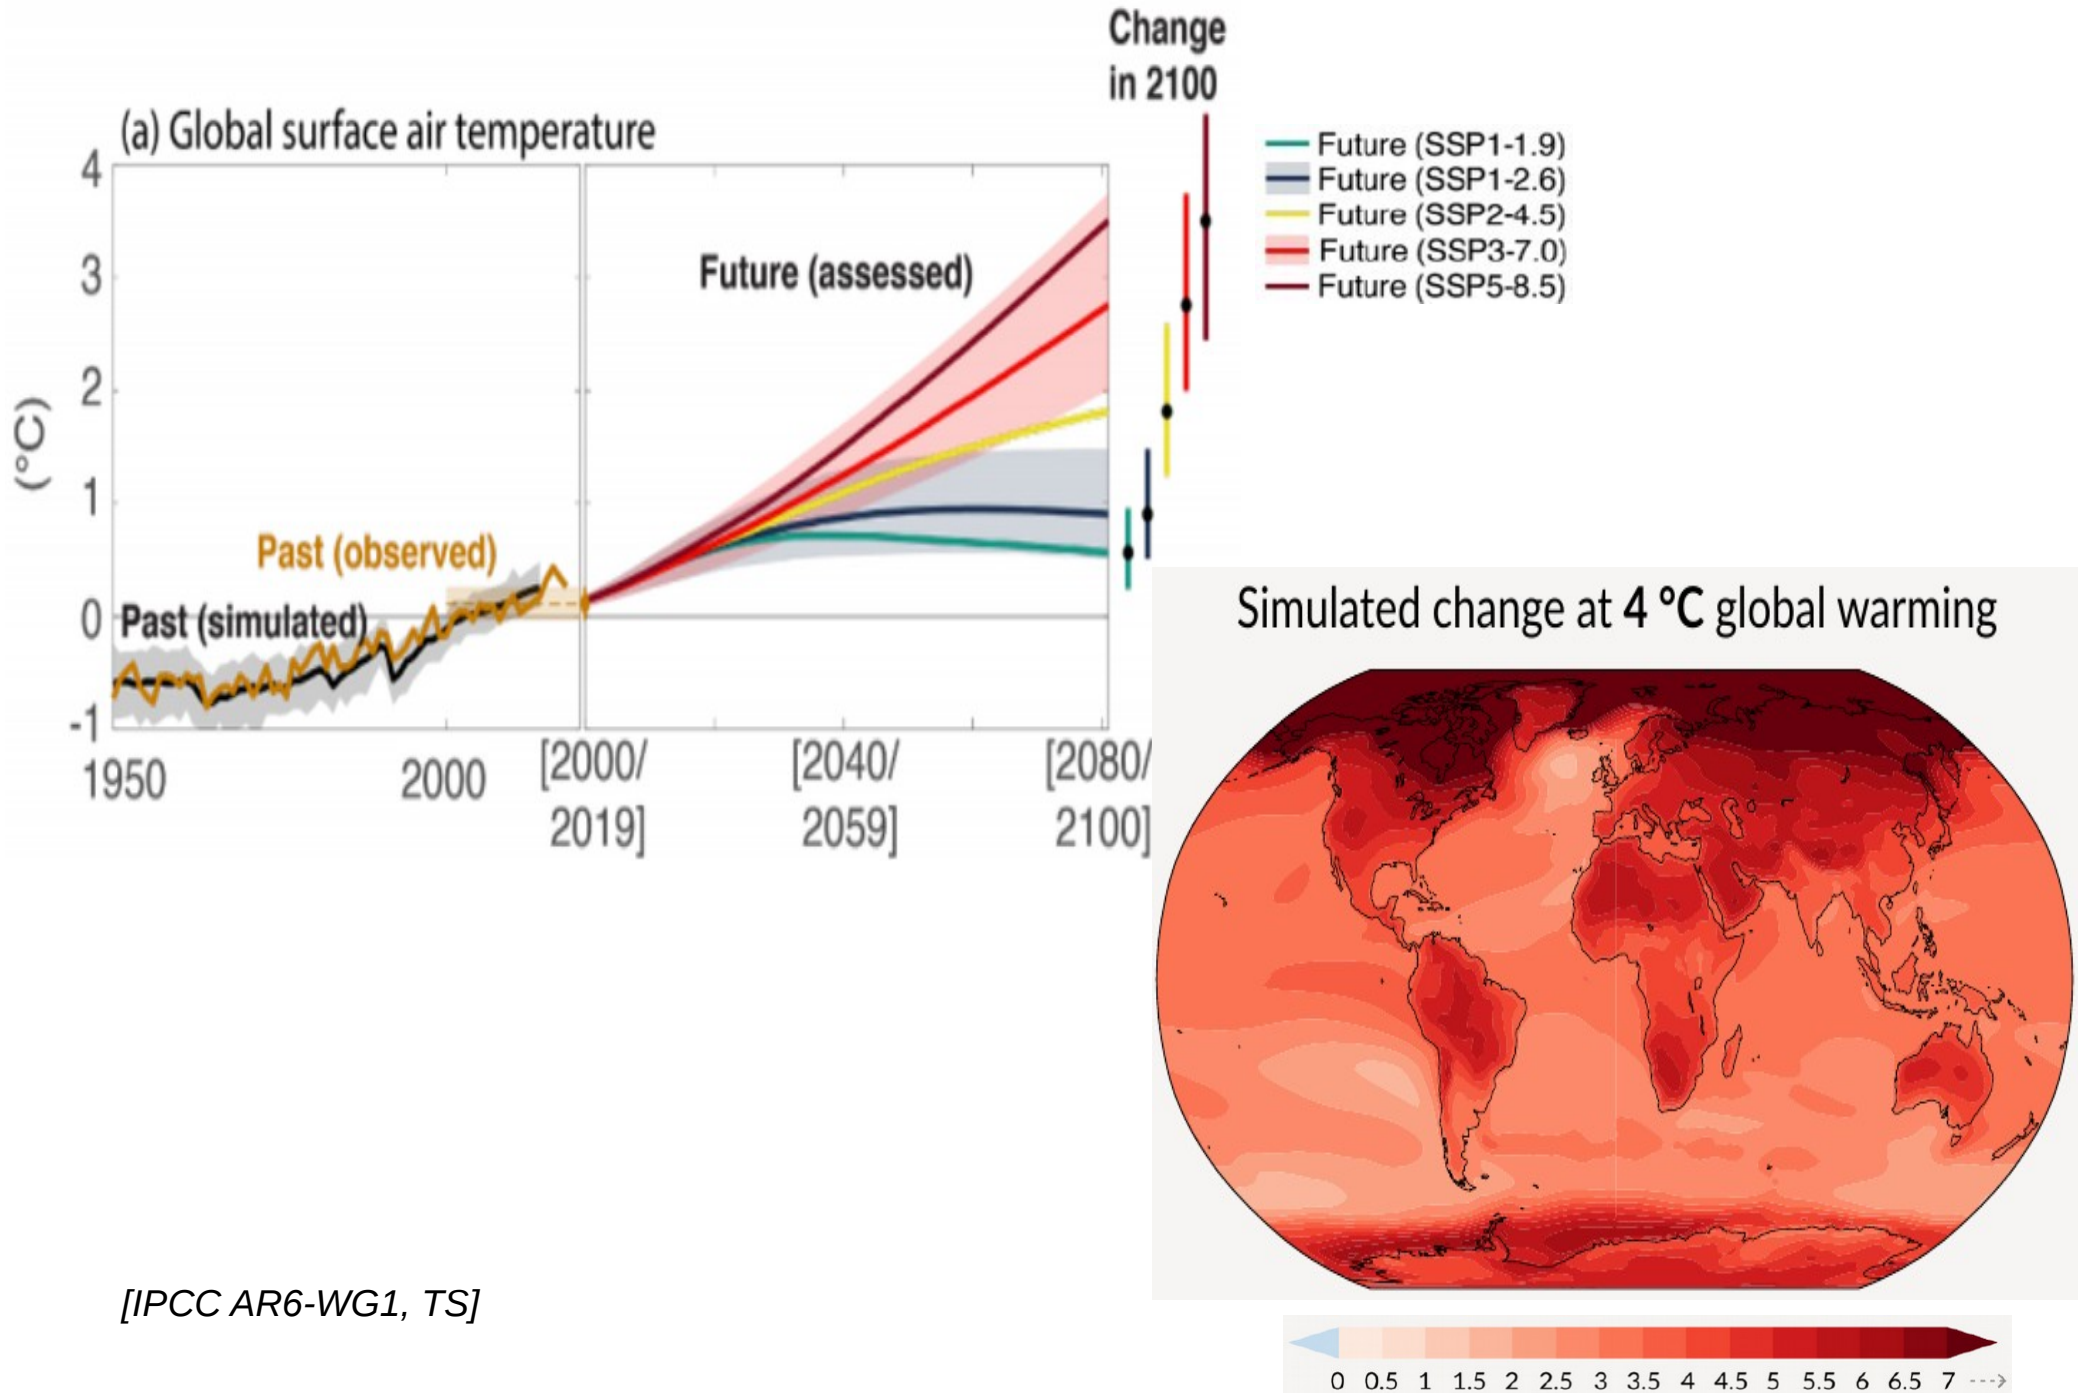 Change
in 2100
(a) Global surface air temperature
Future (SSP1-1.9)
Future (SSP1-2.6)
Future (SSP2-4.5)
Future (SSP3-7.0)
Future (SSP5-8.5)
4
3
2
1
0
-1
(°C)
Future (assessed)
Past (observed)
Past (simulated)
1950
2000
[2000/
2019]
[2040/
2059]
[2080/
2100]
Simulated change at 4 °C global warming
[IPCC AR6-WG1, TS]
0 0.5 1 1.5 2 2.5 3 3.5 4 4.5 5 5.5 6 6.5 7